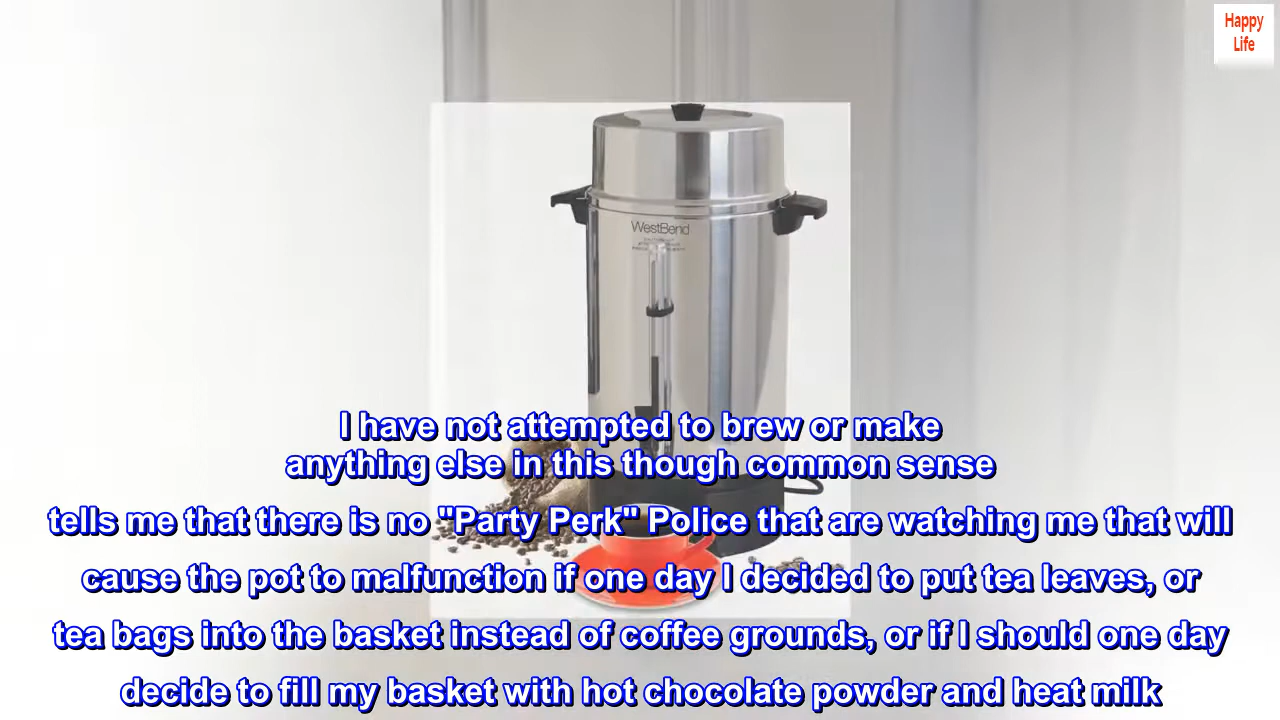 Happy
Life
WestBend
I have not attempted to brew or make
anything else in this though common sense
tells me that there is no "Party Perk" Police that are watching me that will
cause the pot to malfunction if one day I decided to put tea leaves, or
tea bags into the basket instead of coffee grounds, or if I should one day
decide to fill my basket with hot chocolate powder and heat milk